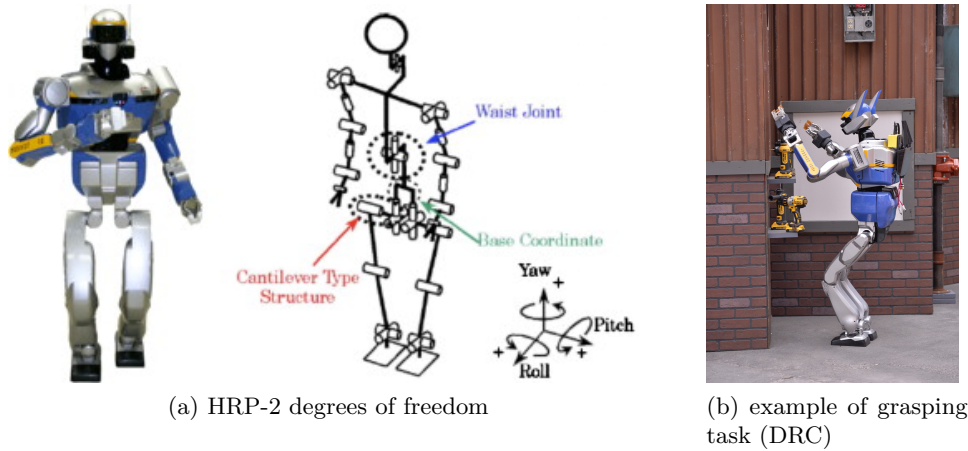 Waist Joint
Base Coordinate
Cantilever Type
Structure
Yaw
+
Pitch
+
+
Roll
(a) HRP-2 degrees of freedom
(b) example of grasping
task (DRC)